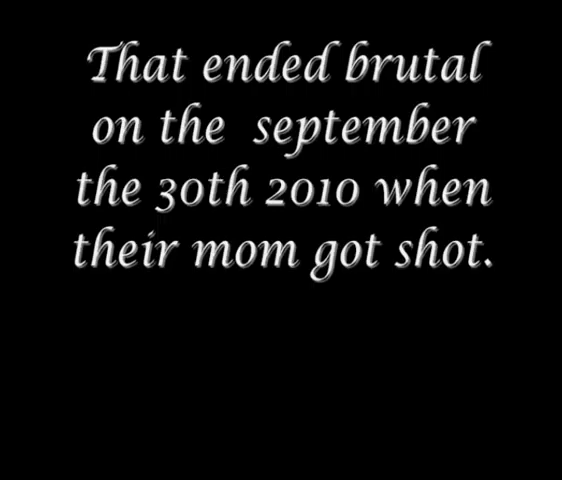 That ended brutal
on the september
the 30th 2010 when
their mom got shot.